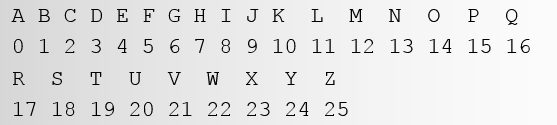 A B C D E F G H I J K L M N O P Q
0 1 2 3 4 5 6 7 8 9 10 11 12 13 14 15 16
R S T U V W X Y Z
17 18 19 20 21 22 23 24 25